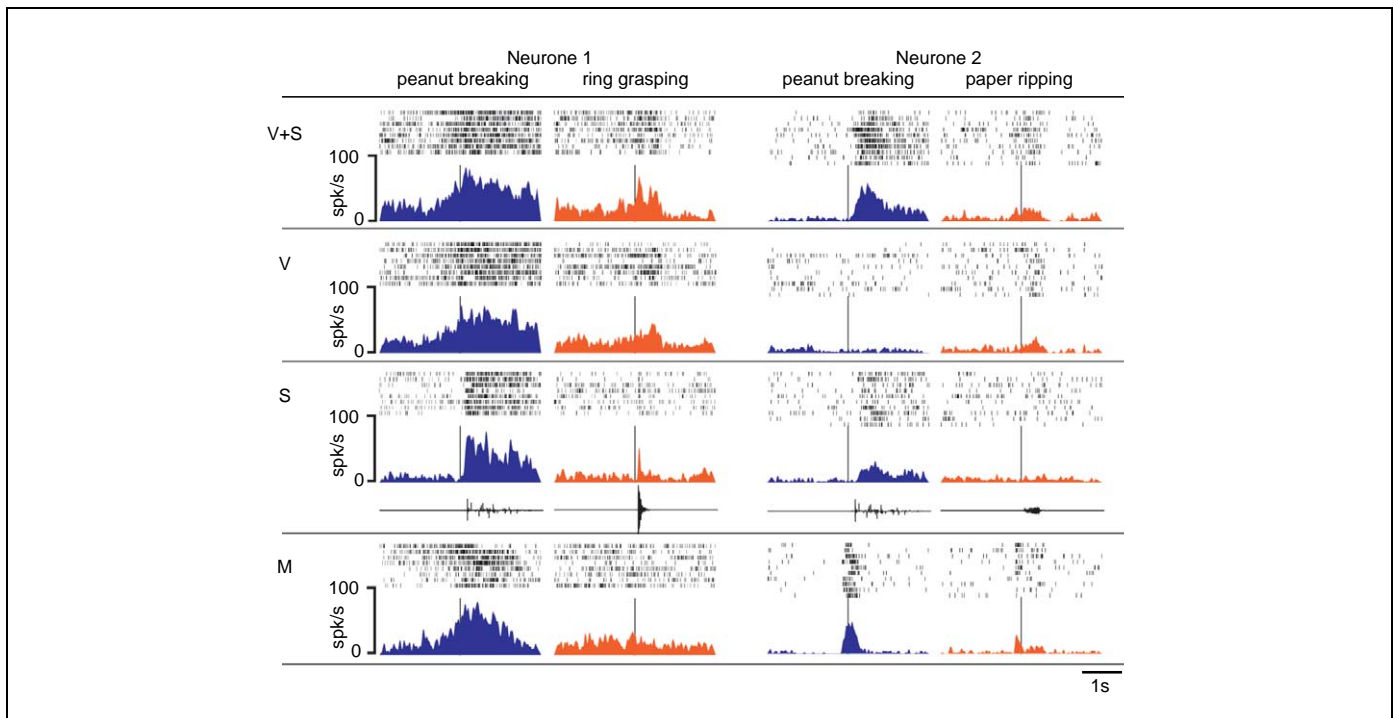 Neurone 1 Neurone 2
peanut breaking ring grasping peanut breaking paper ripping
V+S
100
spk/s
0
V
100
spk/s
0
S
100
spk/s
0
M
100
spk/s
0
1s